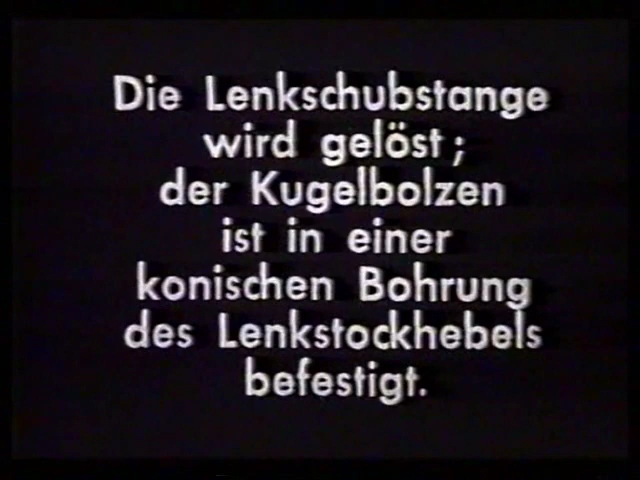 Die Lenkschubstange
wird gelöst;
der Kugelbolzen
ist in einer
konischen Bohrung
des Lenkstockhebels
befestigt.